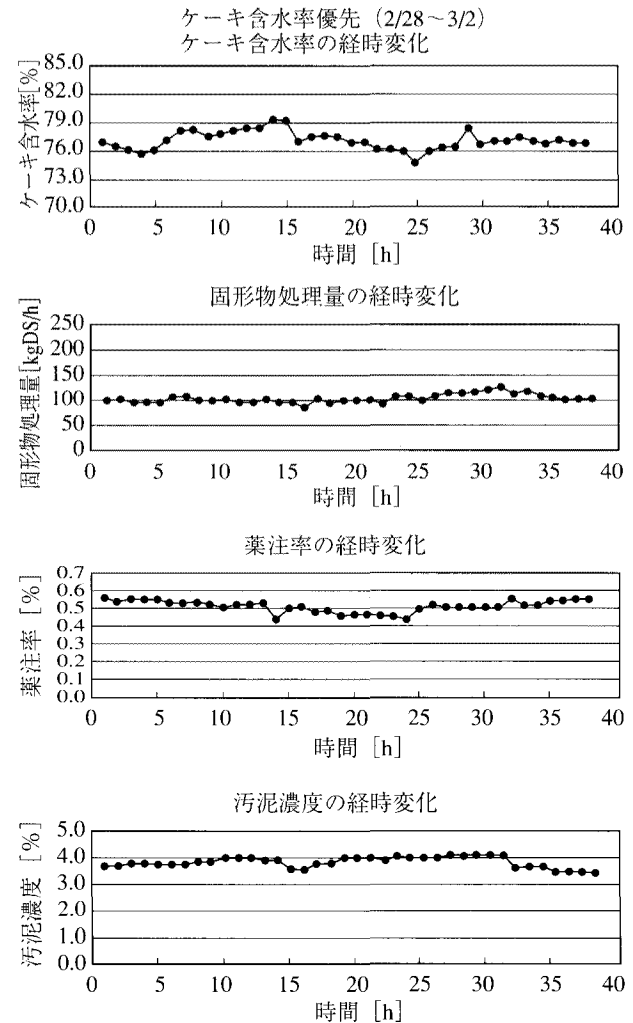 ケーキ含水率優先（2/28～3/2）
ケーキ含水率の経時変化
ケーキ含水率[%]
85.0
82.0
79.0
76.0
73.0
70.0
0 5 10 15 20 25 30 35 40
時間 [h]
固形物処理量の経時変化
固形物処理量[kgDS/h]
250
200
150
100
50
0
0 5 10 15 20 25 30 35 40
時間 [h]
薬注率の経時変化
薬注率 [%]
0.7
0.6
0.5
0.4
0.3
0.2
0.1
0.0
0 5 10 15 20 25 30 35 40
時間 [h]
汚泥濃度の経時変化
汚泥濃度 [%]
5.0
4.0
3.0
2.0
1.0
0.0
0 5 10 15 20 25 30 35 40
時間 [h]